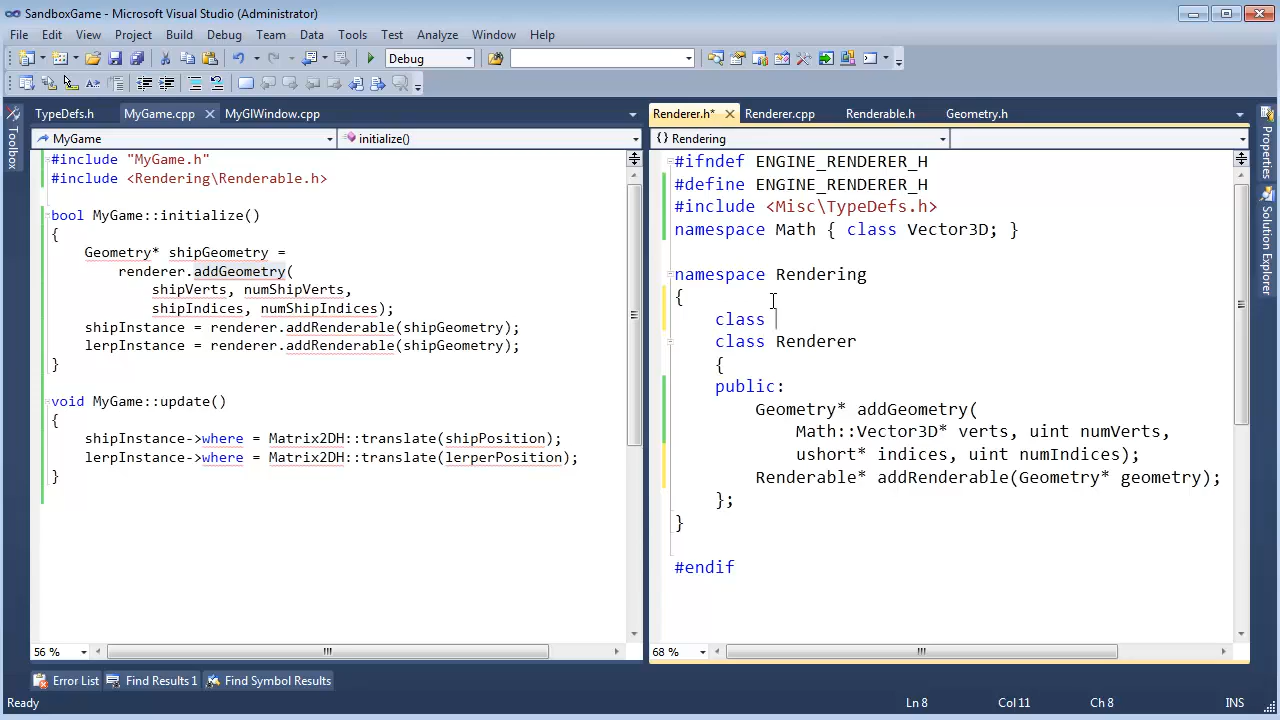 SandboxGame - Microsoft Visual Studio (Administrator)
File Edit View Project Build Debug Team Data Tools Test Analyze Window Help
Debug
TypeDefs.h MyGame.cpp MyGlWindow.cpp Renderer.h* Renderer.cpp Renderable.h Geometry.h
MyGame initialize() {} Rendering
Toolbox
#include "MyGame.h"
#include <Rendering\Renderable.h>
bool MyGame::initialize()
{
Geometry* shipGeometry =
renderer.addGeometry(
shipVerts, numShipVerts,
shipIndices, numShipIndices);
shipInstance = renderer.addRenderable(shipGeometry);
lerpInstance = renderer.addRenderable(shipGeometry);
}
void MyGame::update()
{
shipInstance->where = Matrix2DH::translate(shipPosition);
lerpInstance->where = Matrix2DH::translate(lerperPosition);
}
56 %
#ifndef ENGINE_RENDERER_H
#define ENGINE_RENDERER_H
#include <Misc\TypeDefs.h>
namespace Math { class Vector3D; }
namespace Rendering
{
class
class Renderer
{
public:
Geometry* addGeometry(
Math::Vector3D* verts, uint numVerts,
ushort* indices, uint numIndices);
Renderable* addRenderable(Geometry* geometry);
};
}
#endif
68 %
Properties
Solution Explorer
Error List Find Results 1 Find Symbol Results
Ready Ln 8 Col 11 Ch 8 INS